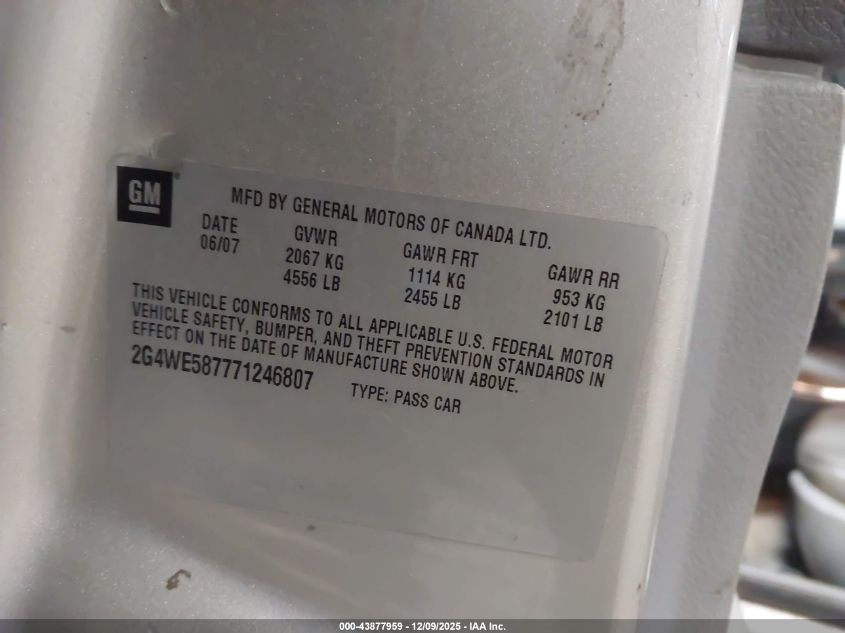 GM
MFD BY GENERAL MOTORS OF CANADA LTD.
DATE GVWR GAWR FRT GAWR RR
06/07 2067 KG 1114 KG 953 KG
4556 LB 2455 LB 2101 LB
THIS VEHICLE CONFORMS TO ALL APPLICABLE U.S. FEDERAL MOTOR
VEHICLE SAFETY, BUMPER, AND THEFT PREVENTION STANDARDS IN
EFFECT ON THE DATE OF MANUFACTURE SHOWN ABOVE.
2G4WE587771246807 TYPE: PASS CAR
000-43877959 - 12/09/2025 - IAA Inc.